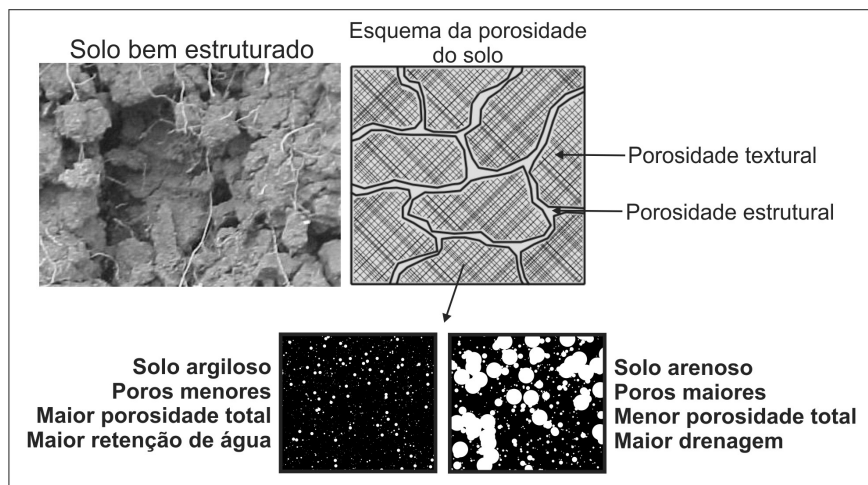 Solo bem estruturado
Esquema da porosidade
do solo
Porosidade textural
Porosidade estrutural
Solo argiloso
Poros menores
Maior porosidade total
Maior retenção de água
Solo arenoso
Poros maiores
Menor porosidade total
Maior drenagem